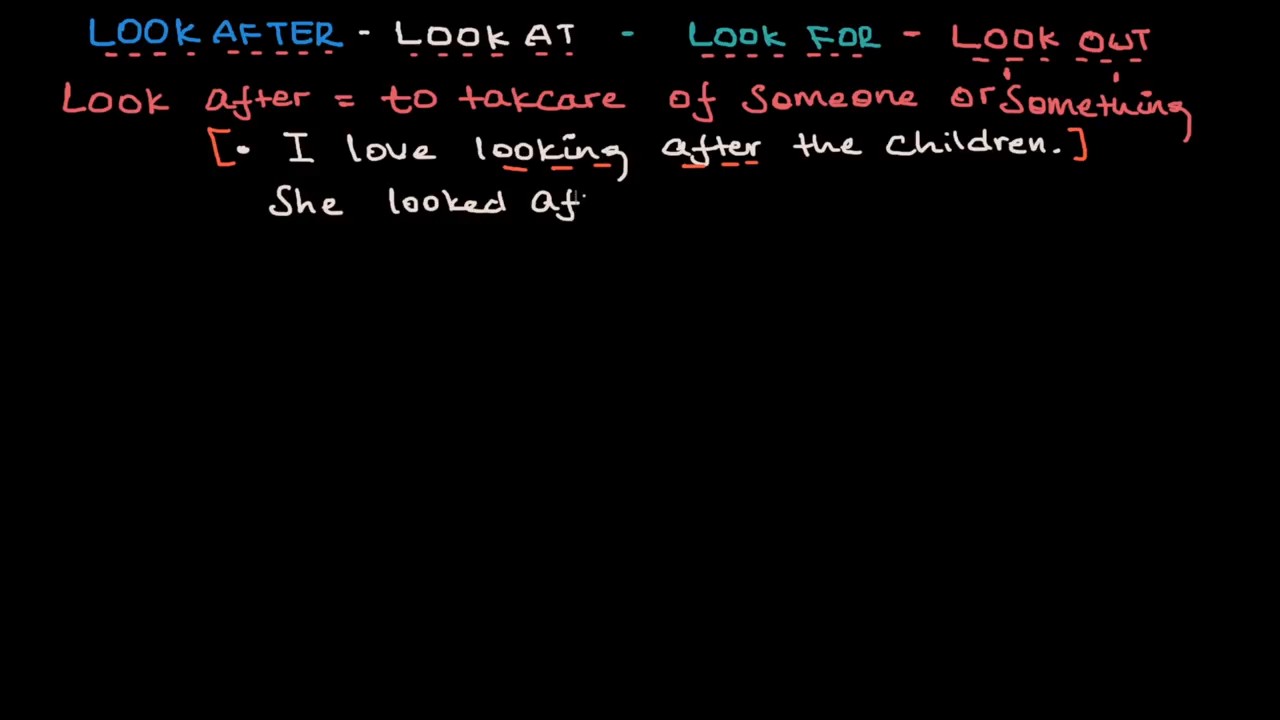 LOOK AFTER - LOOK AT - LOOK FOR - LOOK OUT
Look after = to takcare of someone or something
[• I love looking after the children.]
She looked af